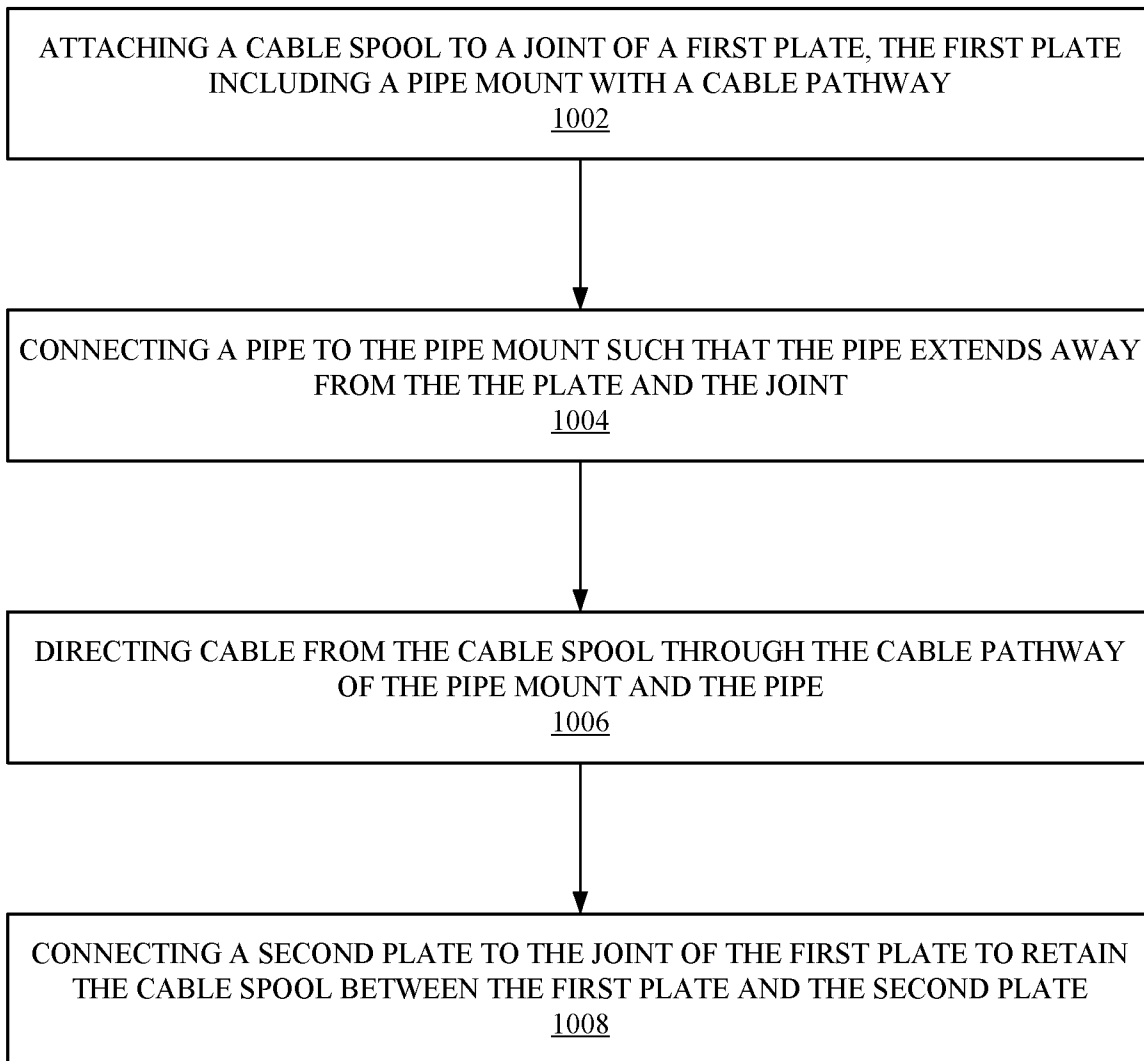 ATTACHING A CABLE SPOOL TO A JOINT OF A FIRST PLATE, THE FIRST PLATE
INCLUDING A PIPE MOUNT WITH A CABLE PATHWAY
1002
CONNECTING A PIPE TO THE PIPE MOUNT SUCH THAT THE PIPE EXTENDS AWAY
FROM THE THE PLATE AND THE JOINT
1004
DIRECTING CABLE FROM THE CABLE SPOOL THROUGH THE CABLE PATHWAY
OF THE PIPE MOUNT AND THE PIPE
1006
CONNECTING A SECOND PLATE TO THE JOINT OF THE FIRST PLATE TO RETAIN
THE CABLE SPOOL BETWEEN THE FIRST PLATE AND THE SECOND PLATE
1008